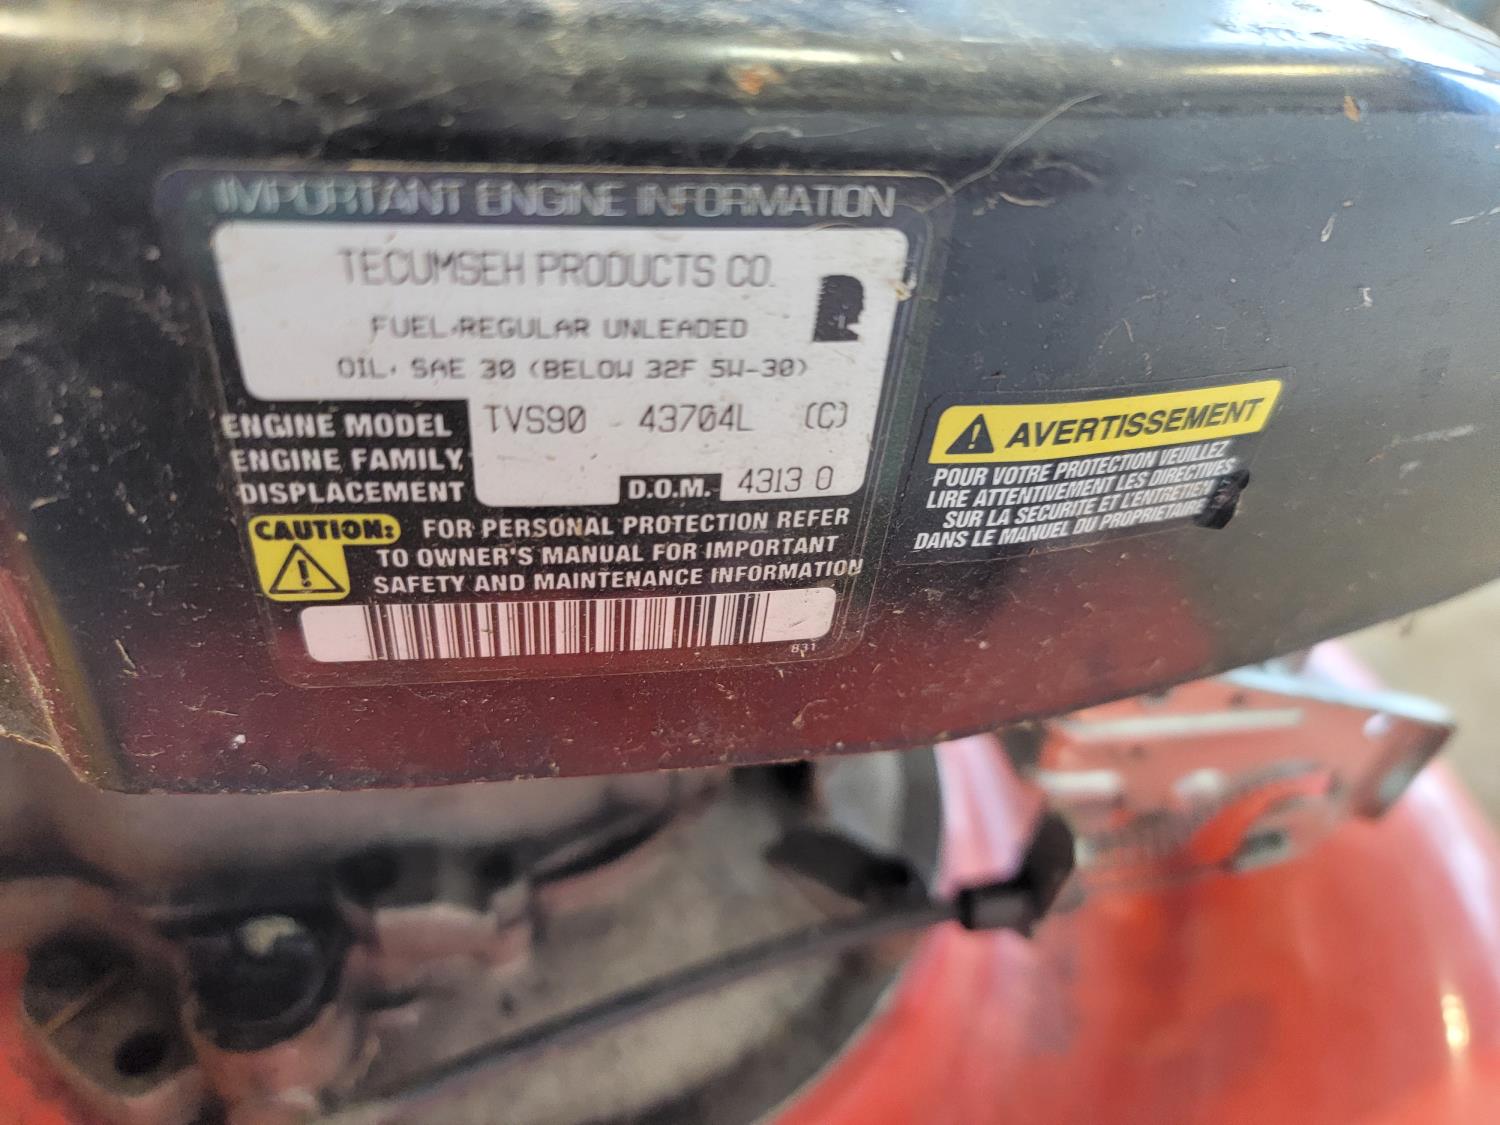 IMPORTANT ENGINE INFORMATION
TECUMSEH PRODUCTS CO.
FUEL:REGULAR UNLEADED
OIL: SAE 30 (BELOW 32F 5W-30)
ENGINE MODEL TVS90 43704L (C)
ENGINE FAMILY
DISPLACEMENT D.O.M. 4313 0
CAUTION: FOR PERSONAL PROTECTION REFER
TO OWNER'S MANUAL FOR IMPORTANT
SAFETY AND MAINTENANCE INFORMATION
831
AVERTISSEMENT
POUR VOTRE PROTECTION VEUILLEZ
LIRE ATTENTIVEMENT LES DIRECTIVES
SUR LA SECURITE ET L'ENTRETIEN
DANS LE MANUEL DU PROPRIETAIRE